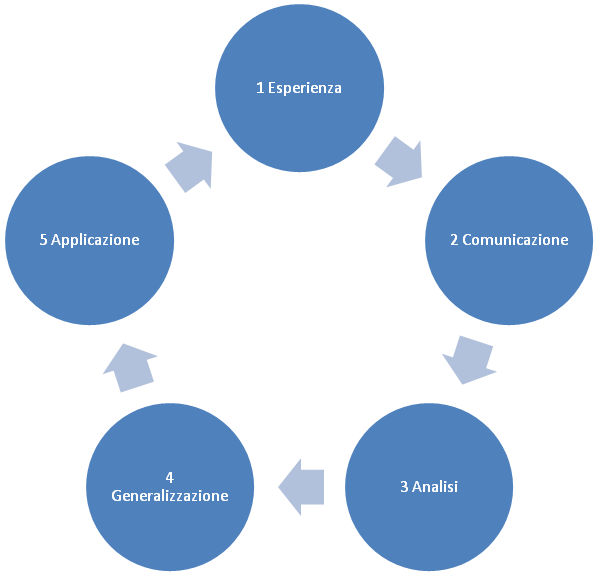 1 Esperienza
2 Comunicazione
3 Analisi
4
Generalizzazione
5 Applicazione